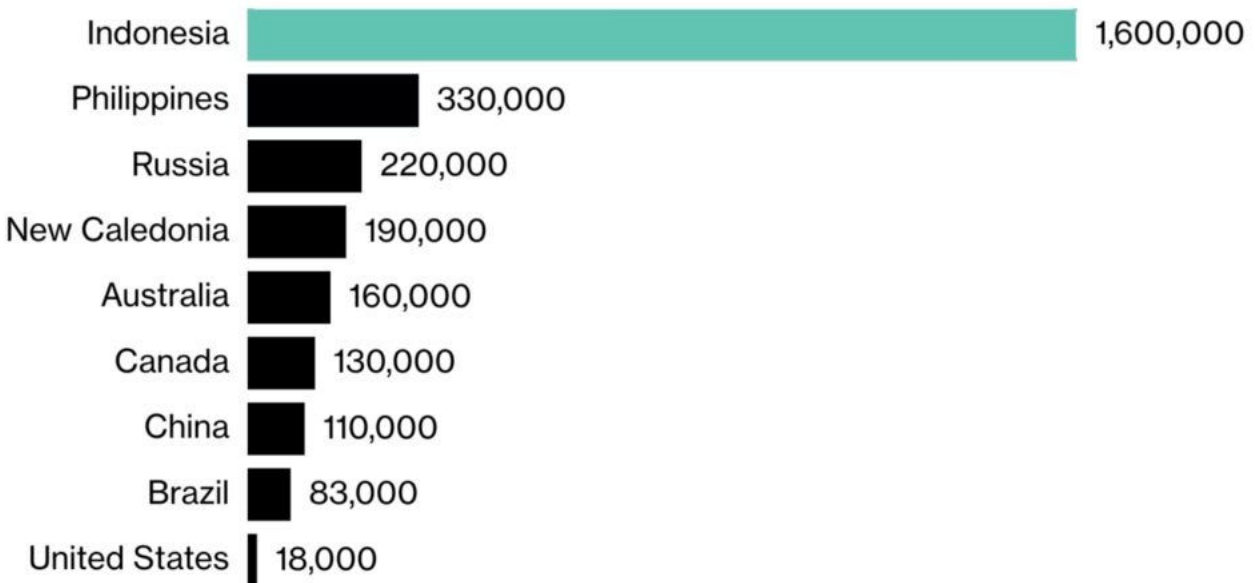 Indonesia 1,600,000
Philippines 330,000
Russia 220,000
New Caledonia 190,000
Australia 160,000
Canada 130,000
China 110,000
Brazil 83,000
United States 18,000